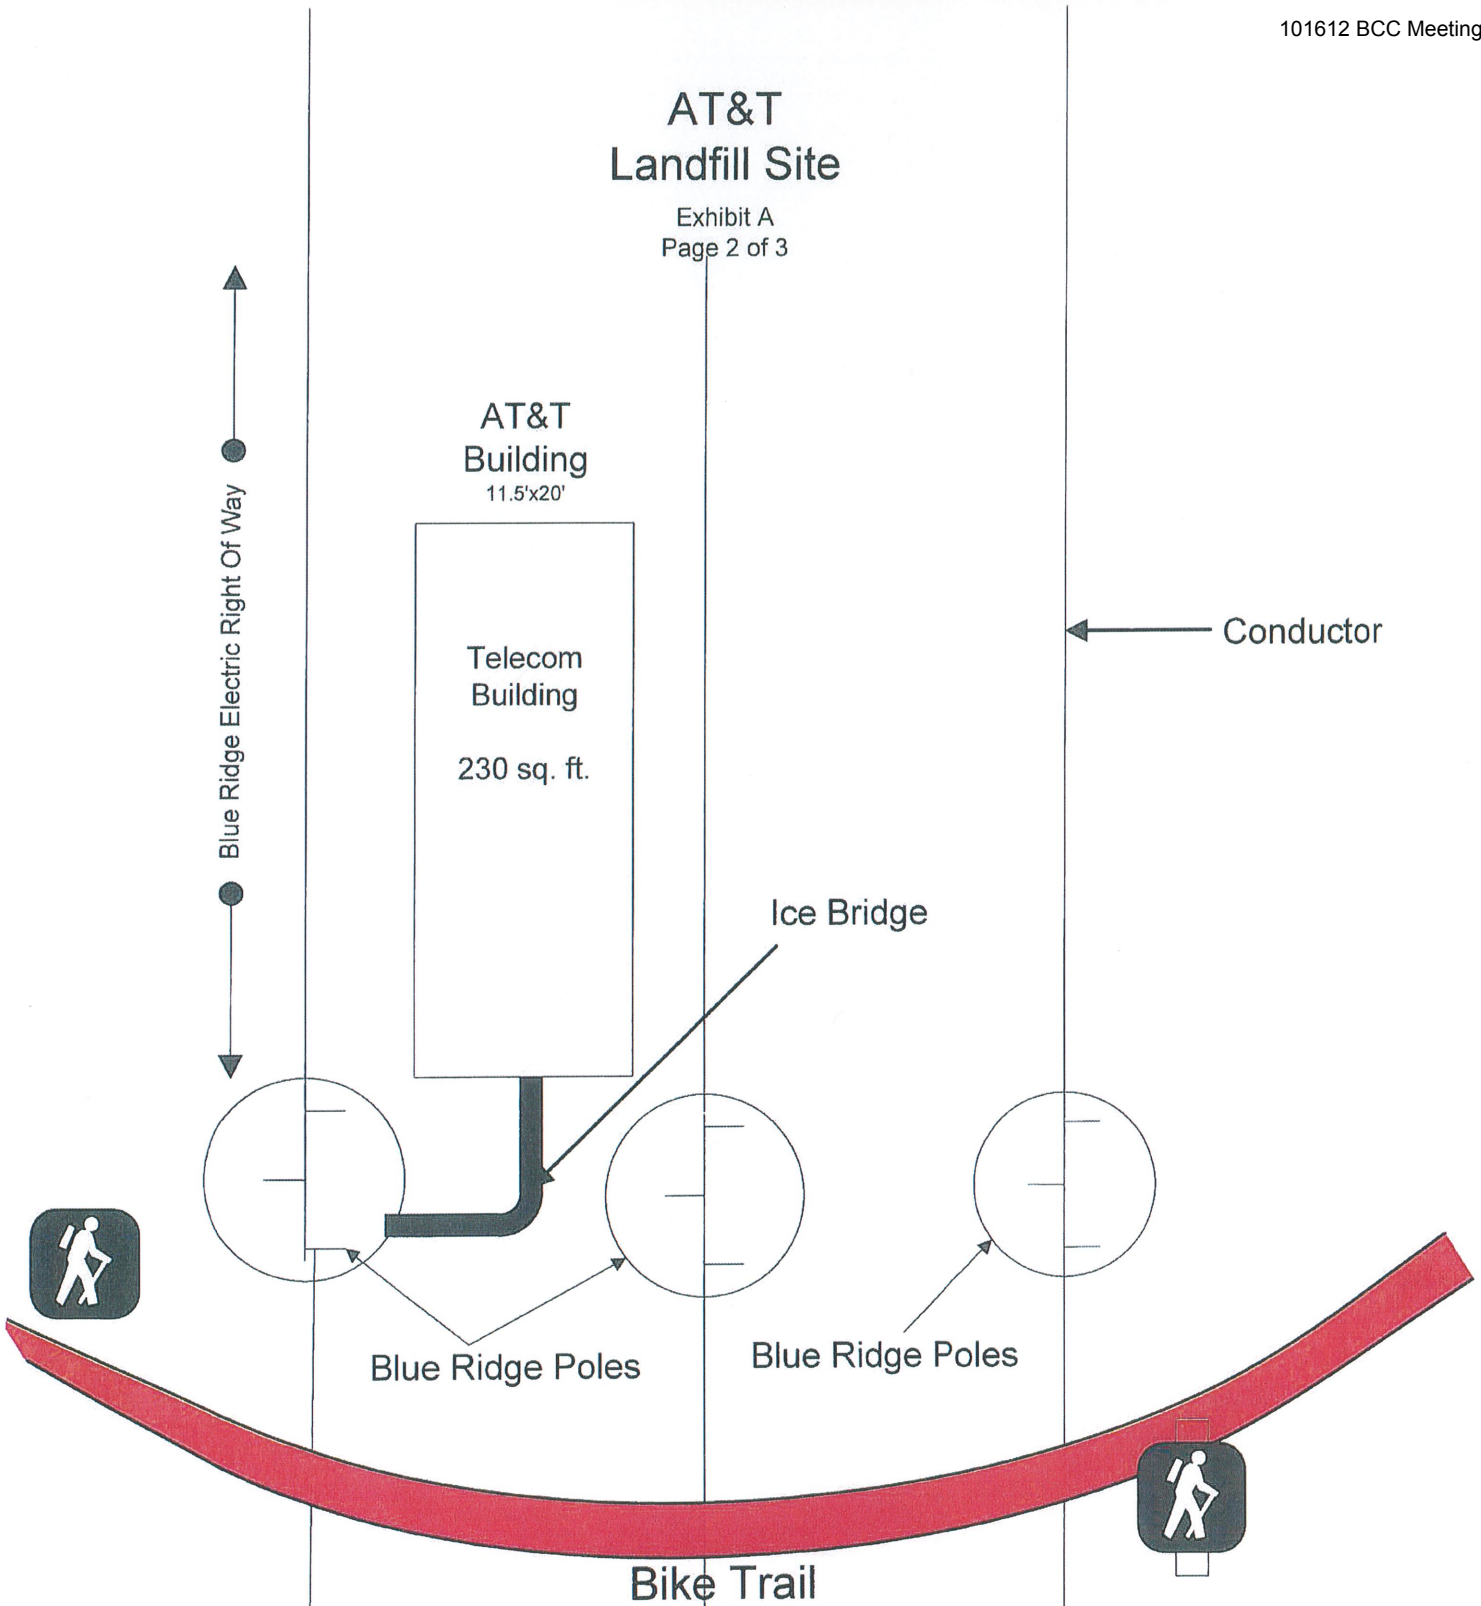 101612 BCC Meeting
AT&T
Landfill Site
Exhibit A
Page 2 of 3
AT&T
Building
11.5'x20'
Blue Ridge Electric Right Of Way
Telecom
Building
230 sq. ft.
Conductor
Ice Bridge
Blue Ridge Poles
Blue Ridge Poles
Bike Trail